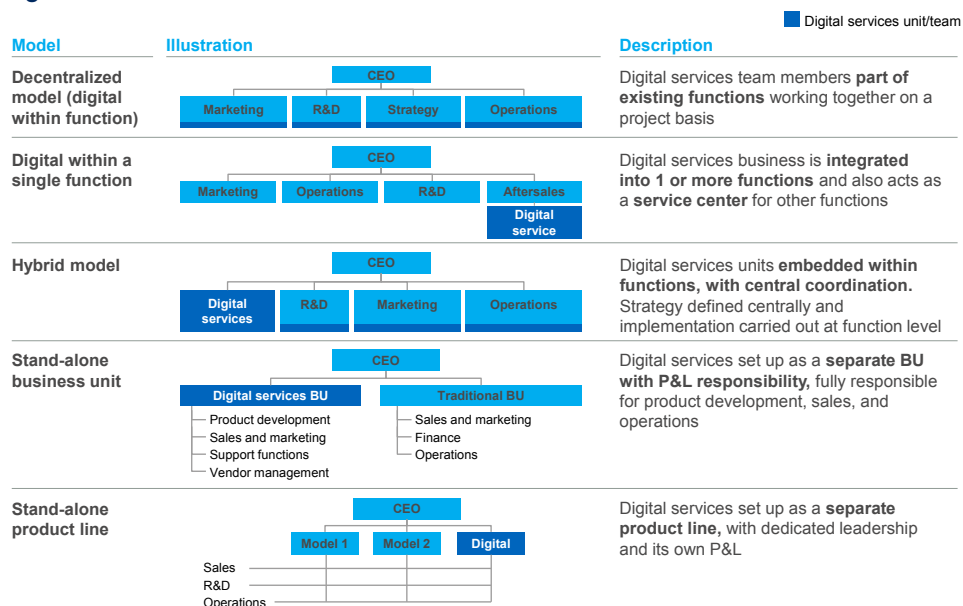 Digital services unit/team
Model Illustration Description
Decentralized
model (digital
within function)
CEO
Marketing R&D Strategy Operations
Digital services team members part of
existing functions working together on a
project basis
Digital within a
single function
CEO
Marketing Operations R&D Aftersales
Digital
service
Digital services business is integrated
into 1 or more functions and also acts as
a service center for other functions
Hybrid model
CEO
Digital
services
R&D Marketing Operations
Digital services units embedded within
functions, with central coordination.
Strategy defined centrally and
implementation carried out at function level
Stand-alone
business unit
CEO
Digital services BU Traditional BU
Product development
Sales and marketing
Support functions
Vendor management
Sales and marketing
Finance
Operations
Digital services set up as a separate BU
with P&L responsibility, fully responsible
for product development, sales, and
operations
Stand-alone
product line
CEO
Model 1 Model 2 Digital
Sales
R&D
Operations
Digital services set up as a separate
product line, with dedicated leadership
and its own P&L